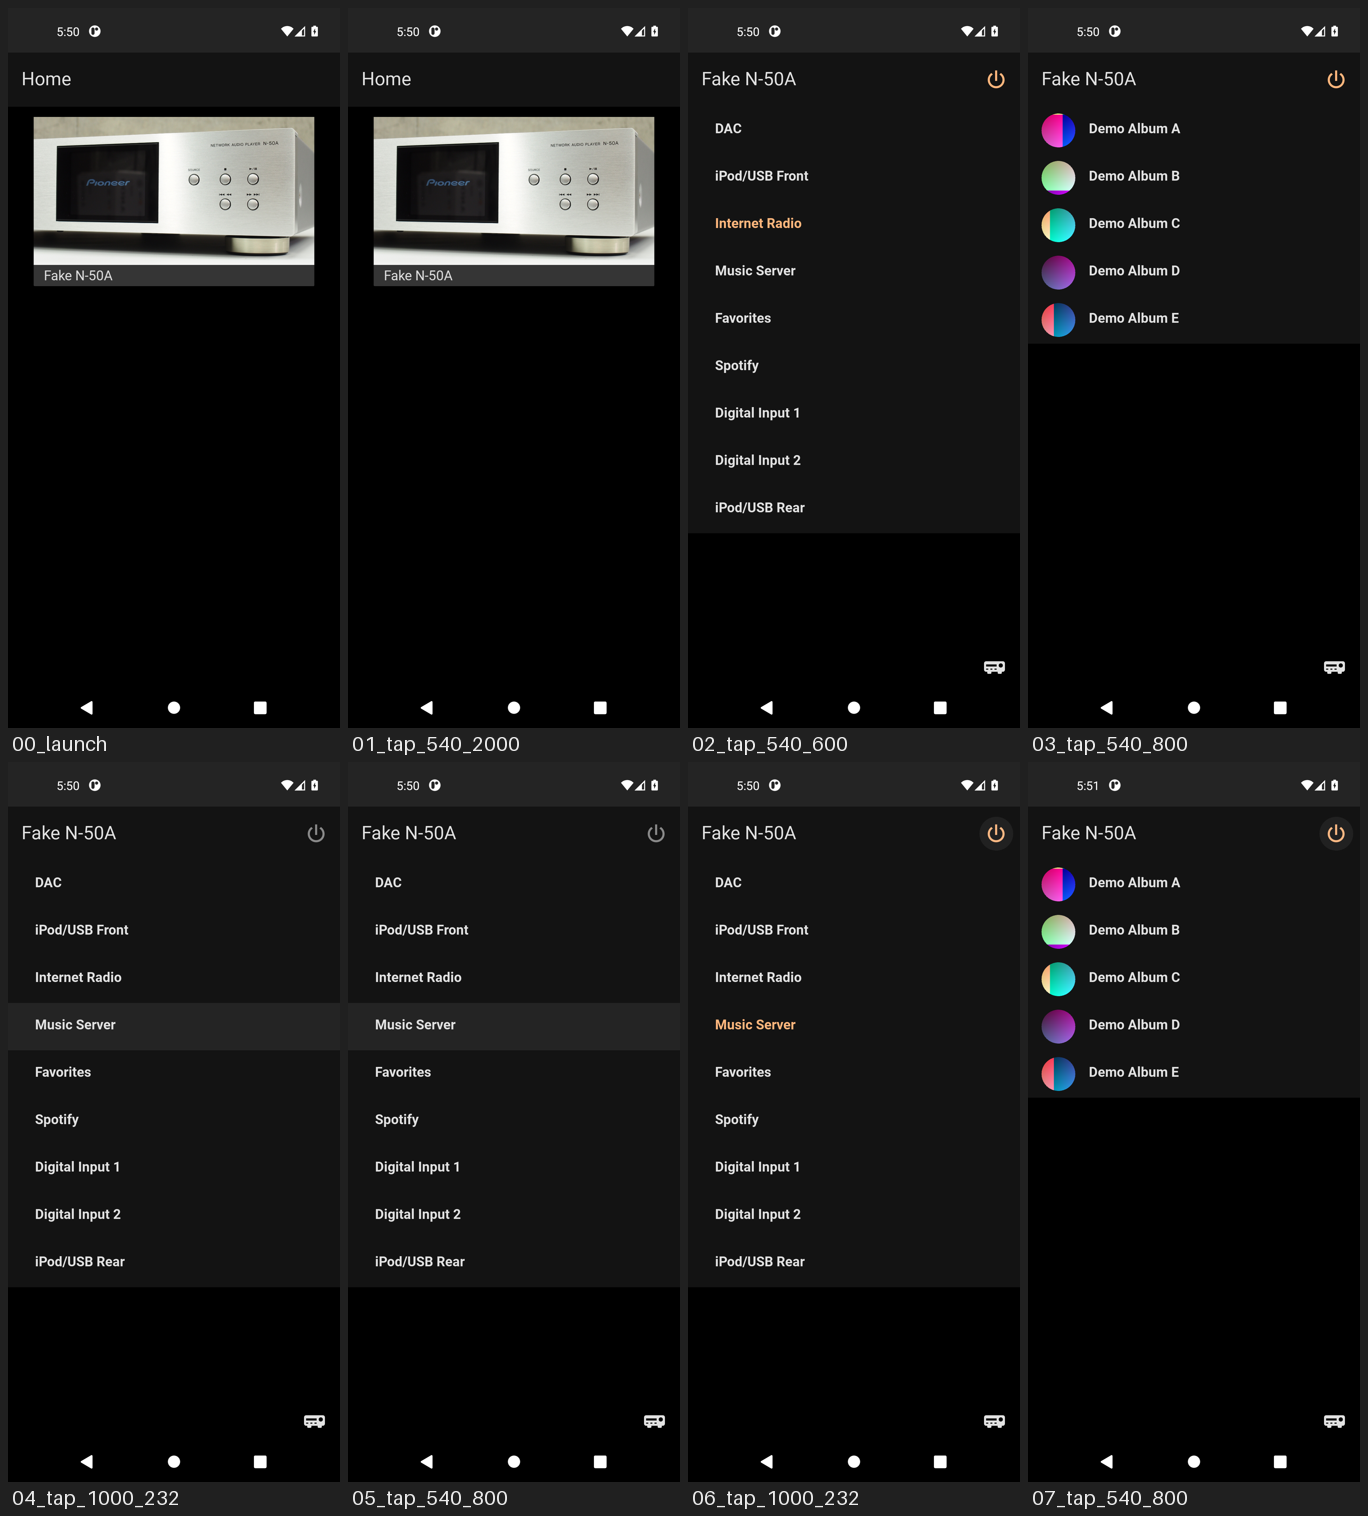 5:50
Home
Pioneer
NETWORK AUDIO PLAYER N-50A
SOURCE
Fake N-50A
00_launch
5:50
Home
Pioneer
NETWORK AUDIO PLAYER N-50A
SOURCE
Fake N-50A
01_tap_540_2000
5:50
Fake N-50A
DAC
iPod/USB Front
Internet Radio
Music Server
Favorites
Spotify
Digital Input 1
Digital Input 2
iPod/USB Rear
02_tap_540_600
5:50
Fake N-50A
Demo Album A
Demo Album B
Demo Album C
Demo Album D
Demo Album E
03_tap_540_800
5:50
Fake N-50A
DAC
iPod/USB Front
Internet Radio
Music Server
Favorites
Spotify
Digital Input 1
Digital Input 2
iPod/USB Rear
04_tap_1000_232
5:50
Fake N-50A
DAC
iPod/USB Front
Internet Radio
Music Server
Favorites
Spotify
Digital Input 1
Digital Input 2
iPod/USB Rear
05_tap_540_800
5:50
Fake N-50A
DAC
iPod/USB Front
Internet Radio
Music Server
Favorites
Spotify
Digital Input 1
Digital Input 2
iPod/USB Rear
06_tap_1000_232
5:51
Fake N-50A
Demo Album A
Demo Album B
Demo Album C
Demo Album D
Demo Album E
07_tap_540_800